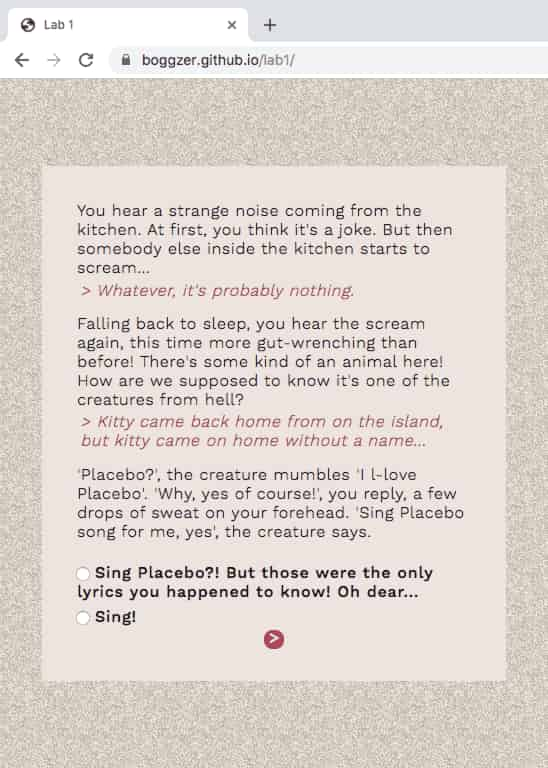 Lab 1
boggzer.github.io/lab1/
You hear a strange noise coming from the
kitchen. At first, you think it's a joke. But then
somebody else inside the kitchen starts to
scream...
> Whatever, it's probably nothing.
Falling back to sleep, you hear the scream
again, this time more gut-wrenching than
before! There's some kind of an animal here!
How are we supposed to know it's one of the
creatures from hell?
> Kitty came back home from on the island,
but kitty came on home without a name...
'Placebo?', the creature mumbles 'I l-love
Placebo'. 'Why, yes of course!', you reply, a few
drops of sweat on your forehead. 'Sing Placebo
song for me, yes', the creature says.
Sing Placebo?! But those were the only
lyrics you happened to know! Oh dear...
Sing!
>